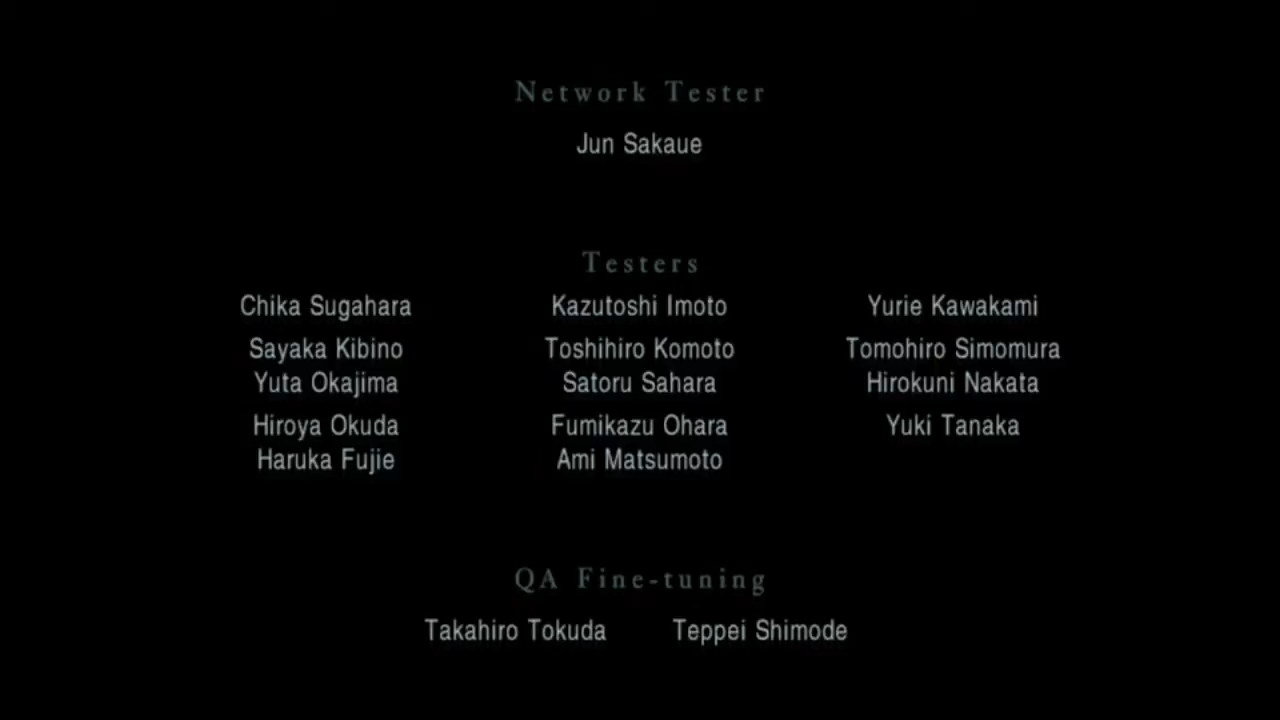 Network Tester
Jun Sakaue
Testers
Chika Sugahara Kazutoshi Imoto Yurie Kawakami
Sayaka Kibino Toshihiro Komoto Tomohiro Simomura
Yuta Okajima Satoru Sahara Hirokuni Nakata
Hiroya Okuda Fumikazu Ohara Yuki Tanaka
Haruka Fujie Ami Matsumoto
QA Fine-tuning
Takahiro Tokuda Teppei Shimode